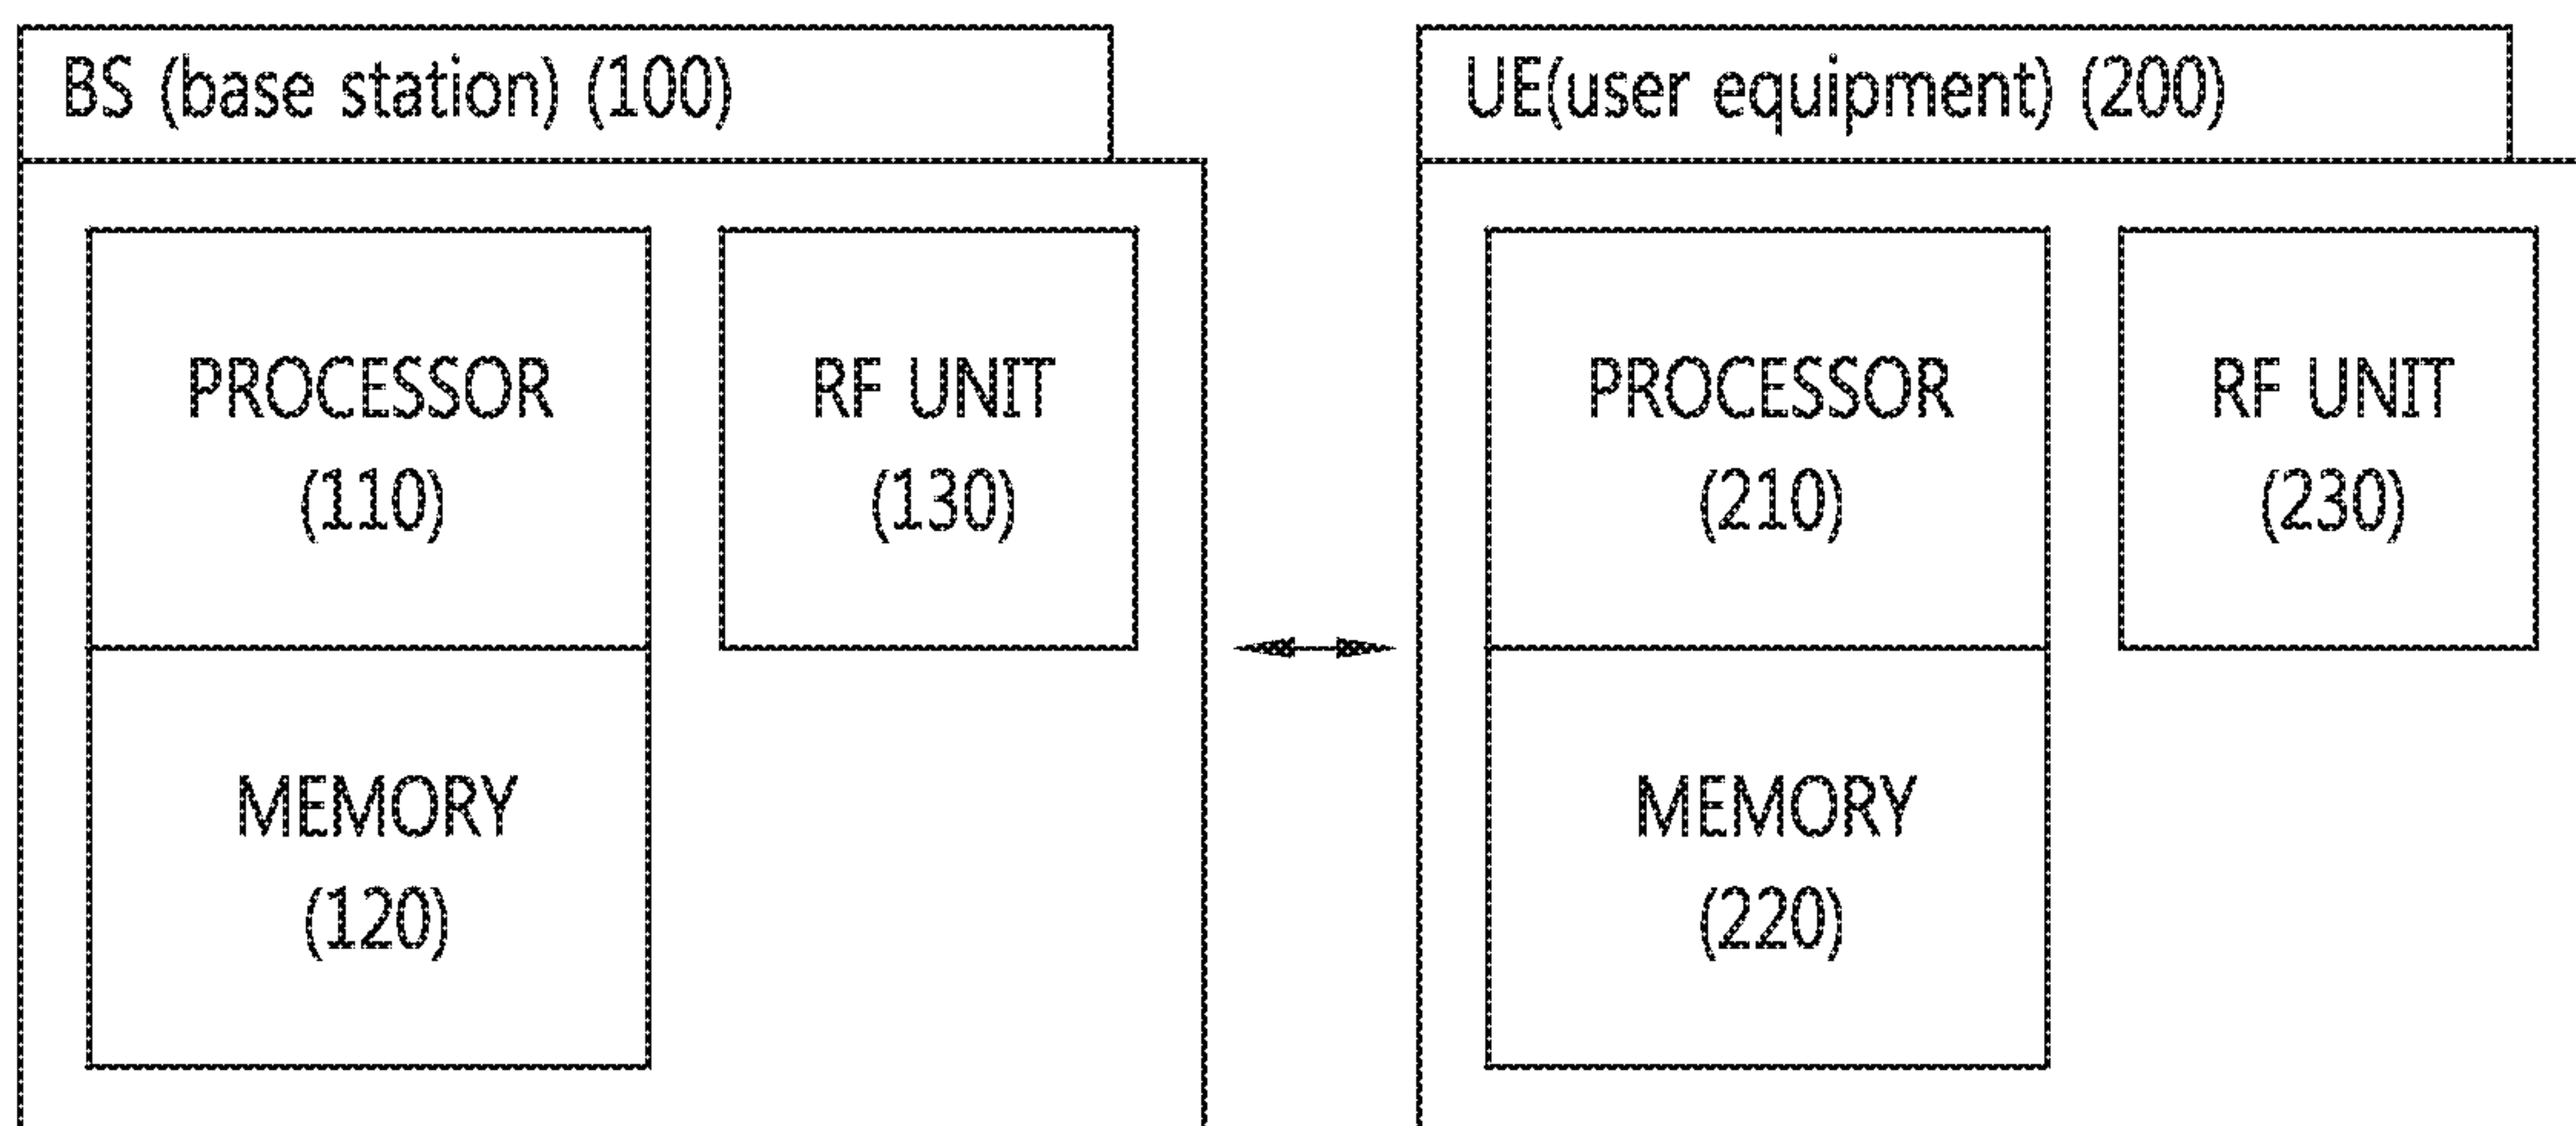 BS (base station) (100)
PROCESSOR
(110)
RF UNIT
(130)
MEMORY
(120)
UE(user equipment) (200)
PROCESSOR
(210)
RF UNIT
(230)
MEMORY
(220)